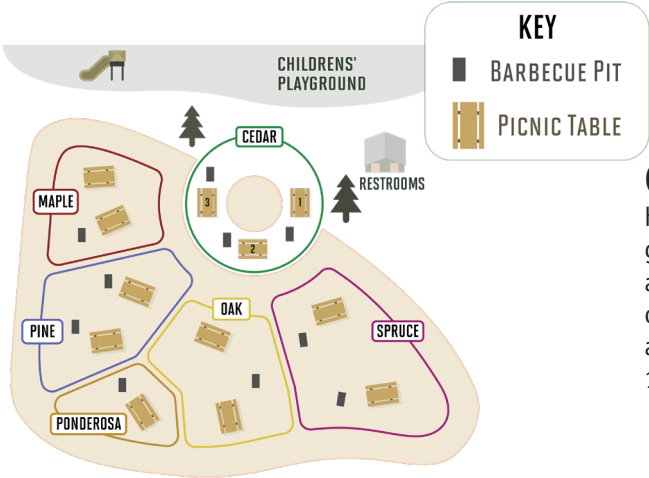 KEY
BARBECUE PIT
PICNIC TABLE
CHILDRENS'
PLAYGROUND
CEDAR
RESTROOMS
MAPLE
3
1
2
PINE
OAK
SPRUCE
PONDEROSA